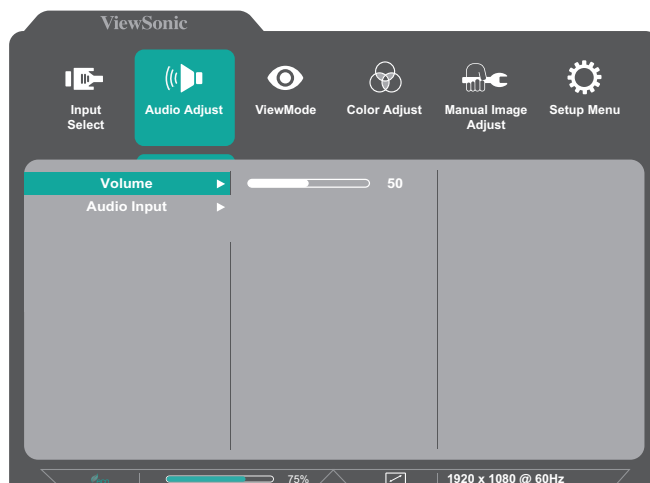 ViewSonic
Input
Select
Audio Adjust
ViewMode
Color Adjust
Manual Image
Adjust
Setup Menu
Volume
50
Audio Input
eco
75%
1920 x 1080 @ 60Hz